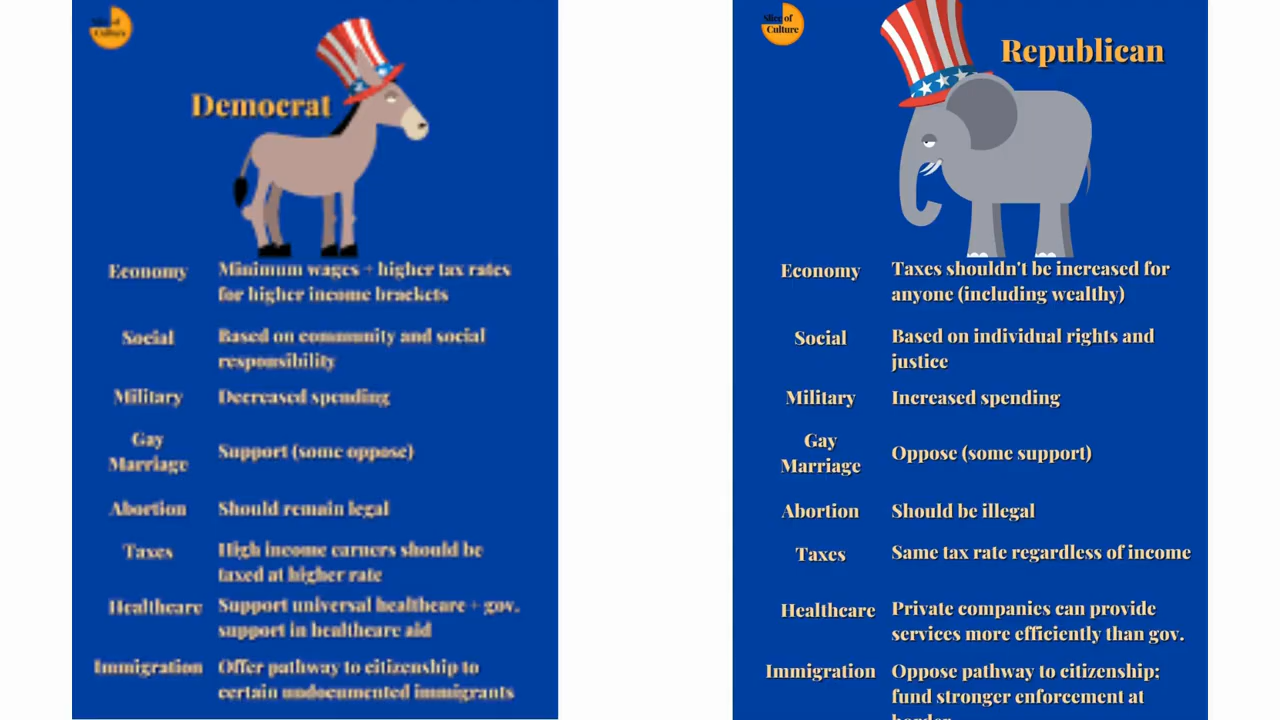 Slice of
Culture
Democrat
Economy
Minimum wages + higher tax rates
for higher income brackets
Social
Based on community and social
responsibility
Military
Decreased spending
Gay
Marriage
Support (some oppose)
Abortion
Should remain legal
Taxes
High income earners should be
taxed at higher rate
Healthcare
Support universal healthcare + gov.
support in healthcare aid
Immigration
Offer pathway to citizenship to
certain undocumented immigrants
Slice of
Culture
Republican
Economy
Taxes shouldn't be increased for
anyone (including wealthy)
Social
Based on individual rights and
justice
Military
Increased spending
Gay
Marriage
Oppose (some support)
Abortion
Should be illegal
Taxes
Same tax rate regardless of income
Healthcare
Private companies can provide
services more efficiently than gov.
Immigration
Oppose pathway to citizenship;
fund stronger enforcement at
border